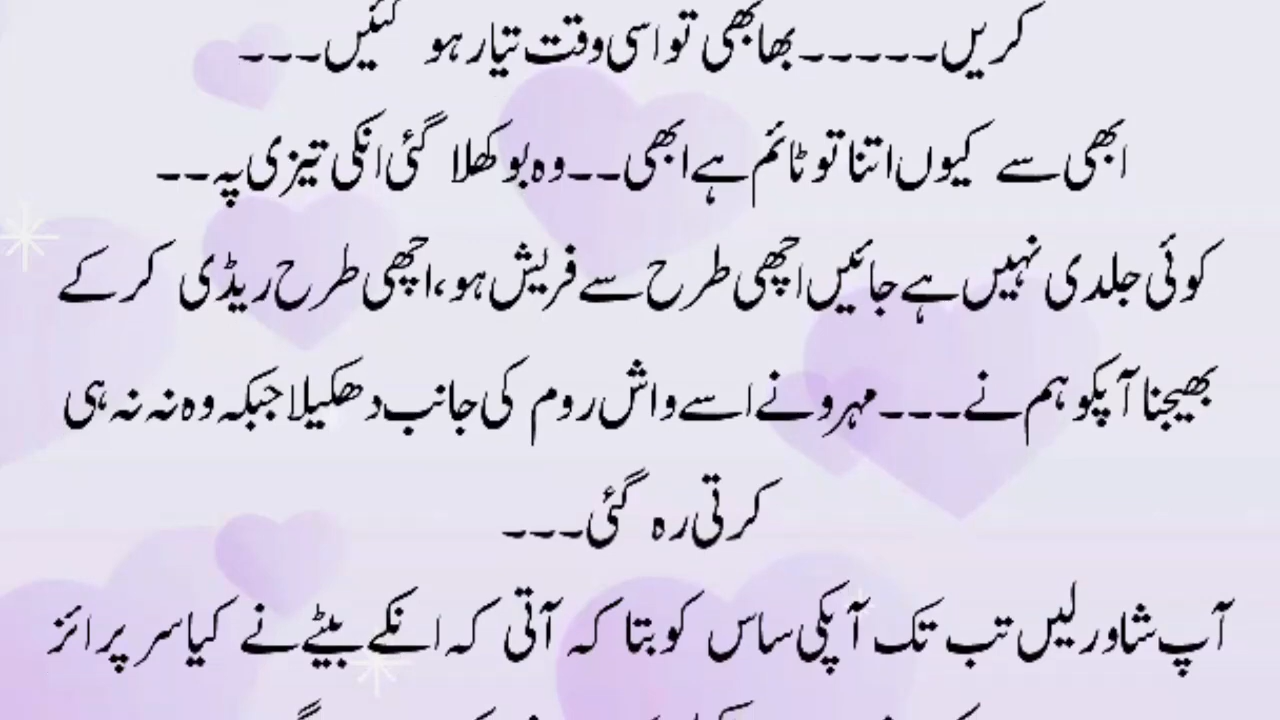 کریں۔۔۔۔۔۔بھابھی تو اسی وقت تیار ہو گئیں۔۔۔
ابھی سے کیوں اتنا تو ٹائم ہے ابھی۔۔وہ بوکھلا گئی انکی تیزی پہ۔۔
کوئی جلدی نہیں ہے جائیں اچھی طرح سے فریش ہو،اچھی طرح ریڈی کر کے
بھیجنا آپکو ہم نے۔۔۔مہرو نے اسے واش روم کی جانب دھکیلا جبکہ وہ نہ نہ ہی
کرتی رہ گئی۔۔۔
آپ شاور لیں تب تک آپکی ساس کو بتا کہ آتی کہ انکے بیٹے نے کیا سر پرائز